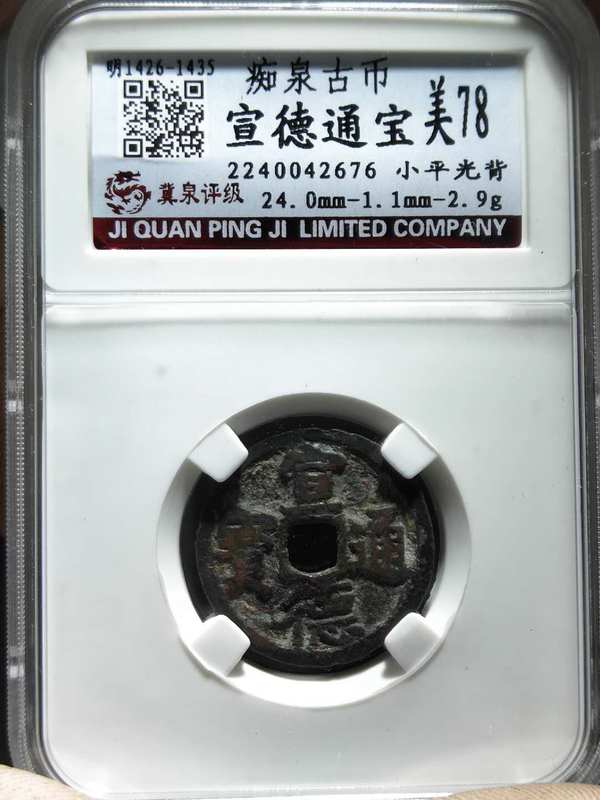 明1426-1435
痴泉古币
宣德通宝 美78
2240042676 小平光背
冀泉评级 24.0mm-1.1mm-2.9g
JI QUAN PING JI LIMITED COMPANY
宣德通寳